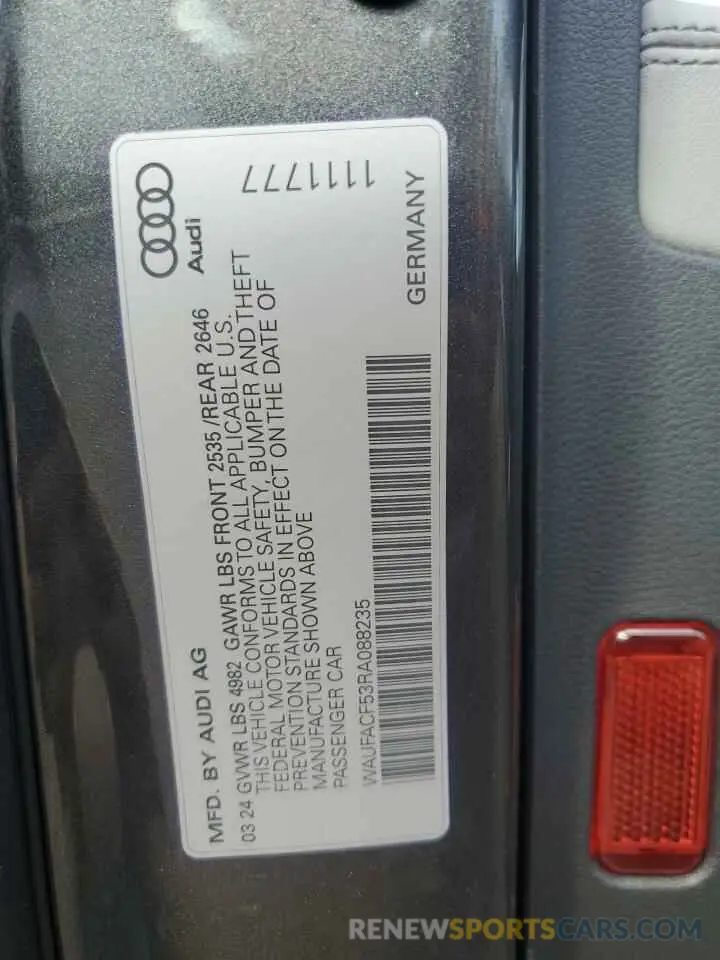 MFD. BY AUDI AG
Audi
03 24 GVWR LBS 4982 GAWR LBS FRONT 2535 /REAR 2646
THIS VEHICLE CONFORMS TO ALL APPLICABLE U.S.
FEDERAL MOTOR VEHICLE SAFETY, BUMPER AND THEFT
PREVENTION STANDARDS IN EFFECT ON THE DATE OF
MANUFACTURE SHOWN ABOVE
PASSENGER CAR
1111777
WAUFACF53RA088235
GERMANY
RENEWSPORTSCARS.COM